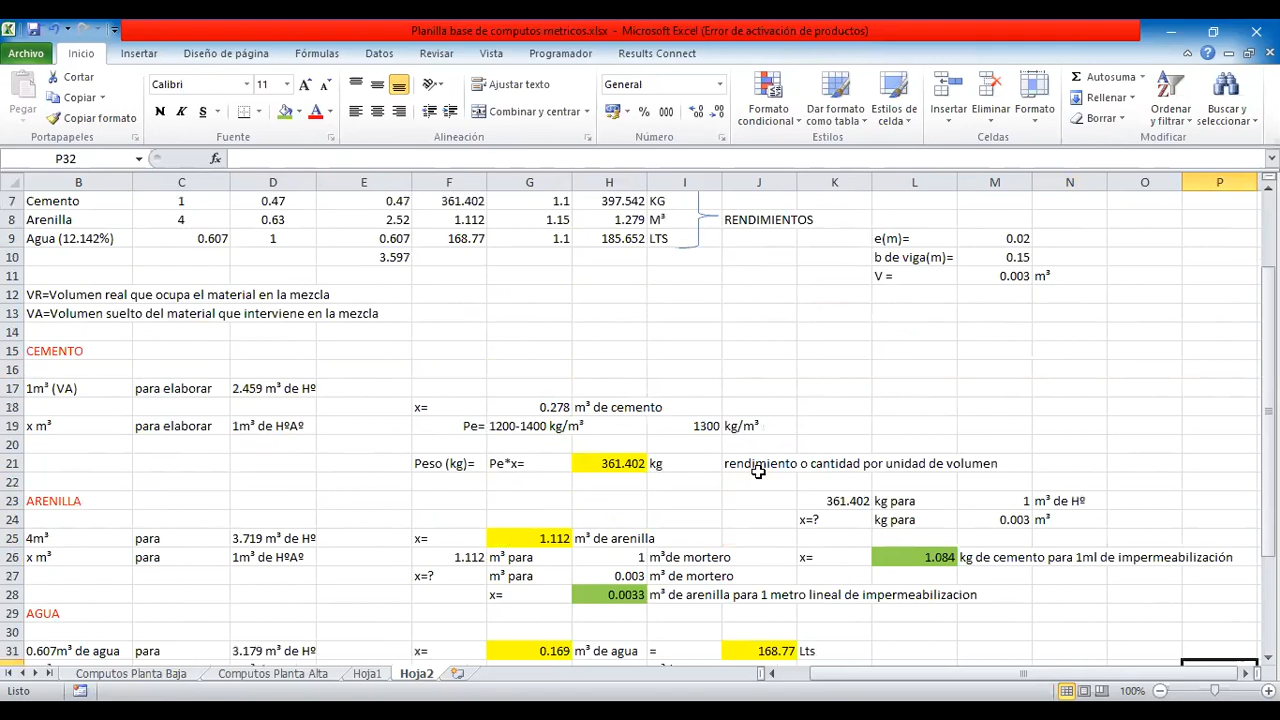 Planilla base de computos metricos.xlsx - Microsoft Excel (Error de activación de productos)
Archivo Inicio Insertar Diseño de página Fórmulas Datos Revisar Vista Programador Results Connect
Cortar
Copiar
Copiar formato
Pegar
Portapapeles
Calibri 11
N K S
Fuente
Ajustar texto
Combinar y centrar
Alineación
General
% 000
Número
Formato condicional
Dar formato como tabla
Estilos de celda
Estilos
Insertar Eliminar Formato
Celdas
Autosuma
Rellenar
Borrar
Ordenar y filtrar
Buscar y seleccionar
Modificar
P32 fx
B C D E F G H I J K L M N O P
7 Cemento 1 0.47 0.47 361.402 1.1 397.542 KG
8 Arenilla 4 0.63 2.52 1.112 1.15 1.279 M³ RENDIMIENTOS
9 Agua (12.142%) 0.607 1 0.607 168.77 1.1 185.652 LTS e(m)= 0.02
10 3.597 b de viga(m)= 0.15
11 V = 0.003 m³
12 VR=Volumen real que ocupa el material en la mezcla
13 VA=Volumen suelto del material que interviene en la mezcla
14
15 CEMENTO
16
17 1m³ (VA) para elaborar 2.459 m³ de Hº
18 x= 0.278 m³ de cemento
19 x m³ para elaborar 1m³ de HºAº Pe= 1200-1400 kg/m³ 1300 kg/m³
20
21 Peso (kg)= Pe*x= 361.402 kg rendimiento o cantidad por unidad de volumen
22
23 ARENILLA 361.402 kg para 1 m³ de Hº
24 x=? kg para 0.003 m³
25 4m³ para 3.719 m³ de Hº x= 1.112 m³ de arenilla
26 x m³ para 1m³ de HºAº 1.112 m³ para 1 m³de mortero x= 1.084 kg de cemento para 1ml de impermeabilización
27 x=? m³ para 0.003 m³ de mortero
28 x= 0.0033 m³ de arenilla para 1 metro lineal de impermeabilizacion
29 AGUA
30
31 0.607m³ de agua para 3.179 m³ de Hº x= 0.169 m³ de agua = 168.77 Lts
Computos Planta Baja Computos Planta Alta Hoja1 Hoja2
Listo 100%